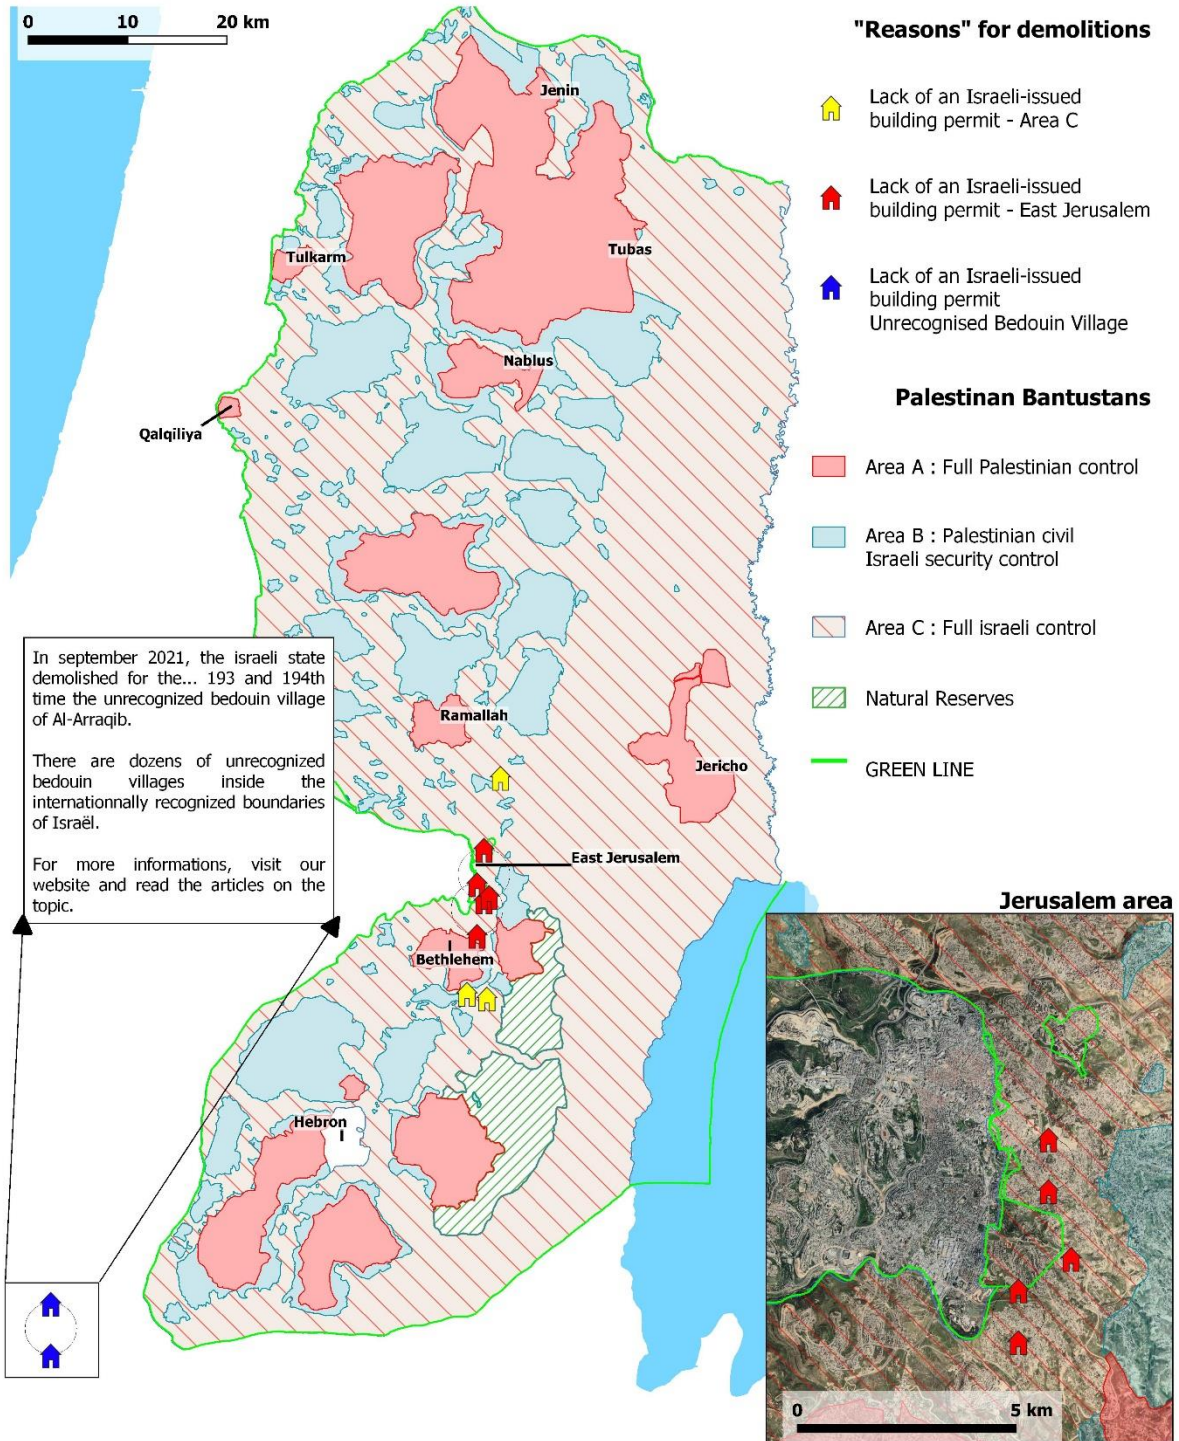 0 10 20 km
"Reasons" for demolitions
Lack of an Israeli-issued
building permit - Area C
Lack of an Israeli-issued
building permit - East Jerusalem
Lack of an Israeli-issued
building permit
Unrecognised Bedouin Village
Palestinan Bantustans
Area A : Full Palestinian control
Area B : Palestinian civil
Israeli security control
Area C : Full israeli control
Natural Reserves
GREEN LINE
Jenin
Tulkarm
Tubas
Nablus
Qalqiliya
Ramallah
Jericho
East Jerusalem
Bethlehem
Hebron
In september 2021, the israeli state
demolished for the... 193 and 194th
time the unrecognized bedouin village
of Al-Arraqib.
There are dozens of unrecognized
bedouin villages inside the
internationnally recognized boundaries
of Israël.
For more informations, visit our
website and read the articles on the
topic.
Jerusalem area
0 5 km